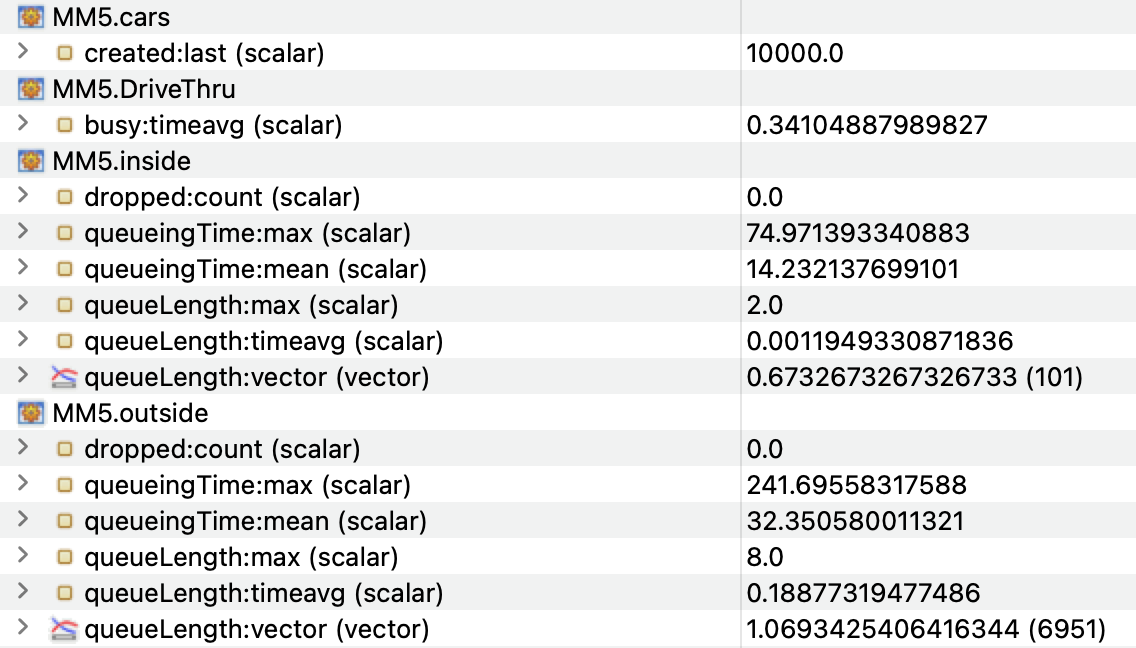 MM5.cars
created:last (scalar) 10000.0
MM5.DriveThru
busy:timeavg (scalar) 0.34104887989827
MM5.inside
dropped:count (scalar) 0.0
queueingTime:max (scalar) 74.971393340883
queueingTime:mean (scalar) 14.232137699101
queueLength:max (scalar) 2.0
queueLength:timeavg (scalar) 0.0011949330871836
queueLength:vector (vector) 0.6732673267326733 (101)
MM5.outside
dropped:count (scalar) 0.0
queueingTime:max (scalar) 241.69558317588
queueingTime:mean (scalar) 32.350580011321
queueLength:max (scalar) 8.0
queueLength:timeavg (scalar) 0.18877319477486
queueLength:vector (vector) 1.0693425406416344 (6951)